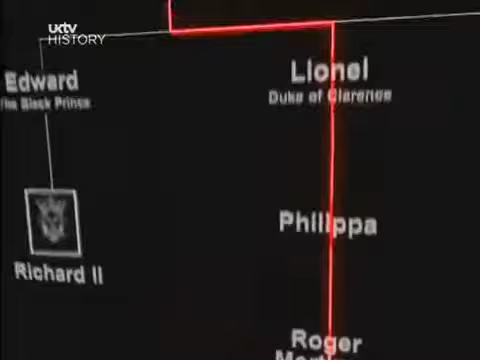 uktv
HISTORY
Edward
The Black Prince
Lionel
Duke of Clarence
Philippa
Richard II
Roger